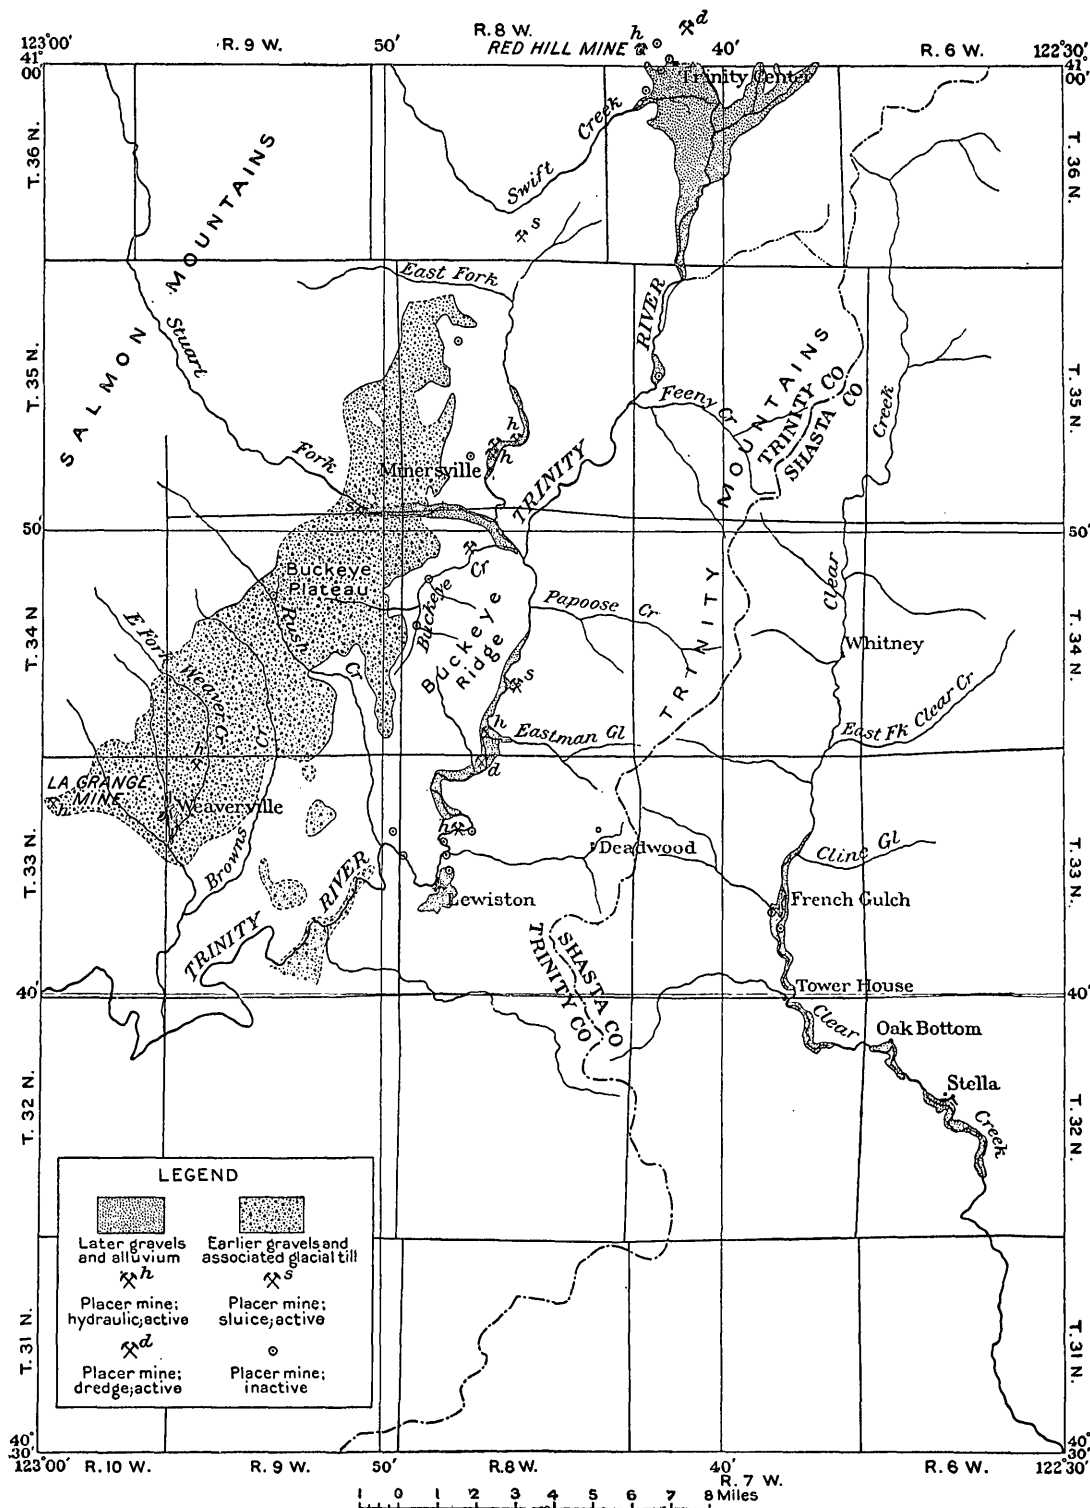 R. 8 W.
h
d
123°00'
R. 9 W.
50'
RED HILL MINE
40'
R. 6 W.
122°30'
41°
00'
41°
00'
Trinity Center
T. 36 N.
T. 36 N.
Swift Creek
s
SALMON MOUNTAINS
East Fork
RIVER
Stuart
Fork
T. 35 N.
T. 35 N.
TRINITY CO
SHASTA CO
Feeny Cr
Creek
h
h
Minersville
TRINITY
MOUNTAINS
50'
50'
Buckeye
Plateau
Buckeye Cr
Clear
Papoose Cr
Rush
Cr
Buckeye
Ridge
E Fork
Weaver Cr
T. 34 N
T. 34 N.
TRTNITY
Whitney
s
h
Cr
h
Eastman Gl
East Fk Clear Cr
d
LA GRANGE
MINE
h
Weaverville
h
Deadwood
Cline Gl
T. 33 N.
T. 33 N.
Browns
RIVER
Lewiston
French Gulch
TRINITY
SHASTA CO
TRINITY CO
40'
Tower House
40'
Clear
Oak Bottom
Stella
Creek
T. 32 N.
T. 32 N.
LEGEND
Later gravels
and alluvium
Earlier gravels and
associated glacial till
h
Placer mine;
hydraulic; active
s
Placer mine;
sluice; active
d
Placer mine;
dredge; active
Placer mine;
inactive
T. 31 N.
T. 31 N.
40°
30'
40°
30'
123°00'
R. 10 W.
R. 9 W.
50'
R. 8 W.
40'
R. 7 W.
R. 6 W.
122°30'
1 0 1 2 3 4 5 6 7 8 Miles